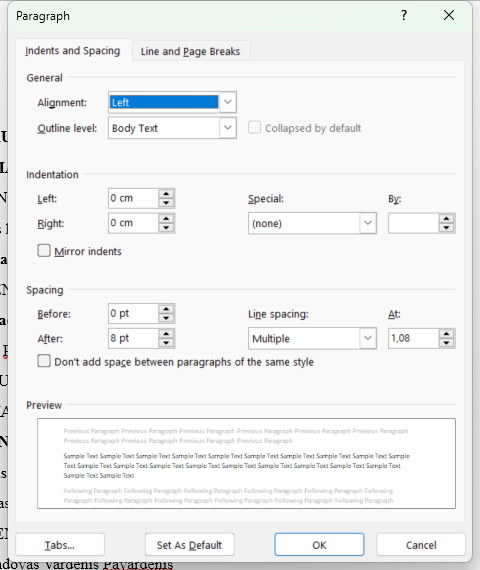 Paragraph ?
Indents and Spacing Line and Page Breaks
General
Alignment: Left
Outline level: Body Text Collapsed by default
Indentation
Left: 0 cm Special: By:
Right: 0 cm (none)
Mirror indents
Spacing
Before: 0 pt Line spacing: At:
After: 8 pt Multiple 1,08
Don't add space between paragraphs of the same style
Preview
Previous Paragraph Previous Paragraph Previous Paragraph Previous Paragraph Previous Paragraph Previous Paragraph
Previous Paragraph Previous Paragraph Previous Paragraph Previous Paragraph
Sample Text Sample Text Sample Text Sample Text Sample Text Sample Text Sample Text Sample Text Sample
Text Sample Text Sample Text Sample Text Sample Text Sample Text Sample Text Sample Text Sample Text
Sample Text Sample Text
Following Paragraph Following Paragraph Following Paragraph Following Paragraph Following Paragraph
Following Paragraph Following Paragraph Following Paragraph Following Paragraph Following Paragraph
Tabs... Set As Default OK Cancel
Vardenis Pavardenis